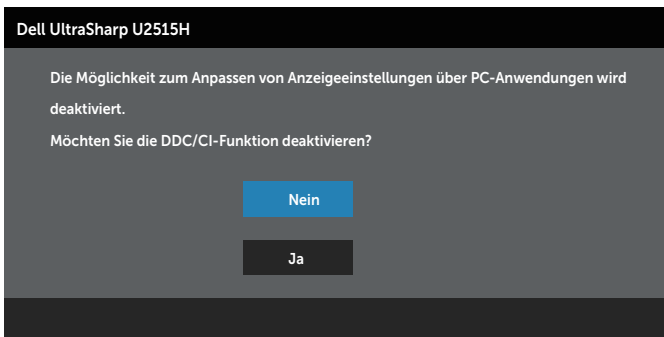 Dell UltraSharp U2515H
Die Möglichkeit zum Anpassen von Anzeigeeinstellungen über PC-Anwendungen wird
deaktiviert.
Möchten Sie die DDC/CI-Funktion deaktivieren?
Nein
Ja